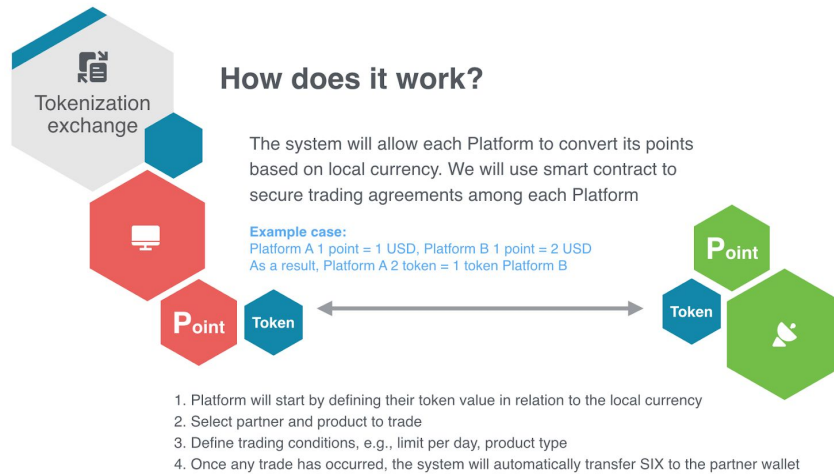 Tokenization
exchange
How does it work?
The system will allow each Platform to convert its points
based on local currency. We will use smart contract to
secure trading agreements among each Platform
Example case:
Platform A 1 point = 1 USD, Platform B 1 point = 2 USD
As a result, Platform A 2 token = 1 token Platform B
Point
Token
Point
Token
1. Platform will start by defining their token value in relation to the local currency
2. Select partner and product to trade
3. Define trading conditions, e.g., limit per day, product type
4. Once any trade has occurred, the system will automatically transfer SIX to the partner wallet